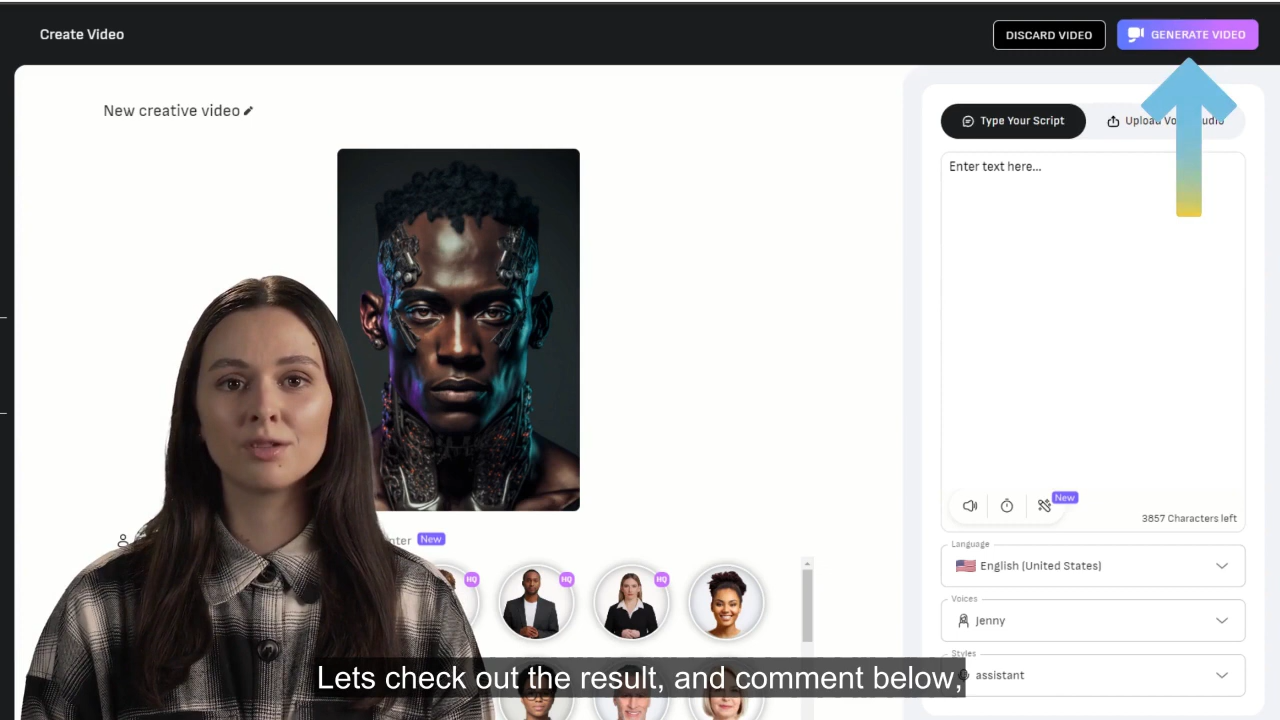 Create Video
DISCARD VIDEO
GENERATE VIDEO
New creative video
Type Your Script
Upload
Enter text here...
New
3857 Characters left
New
HQ
HQ
HQ
Language
English (United States)
Voices
Jenny
Styles
assistant
Lets check out the result, and comment below,